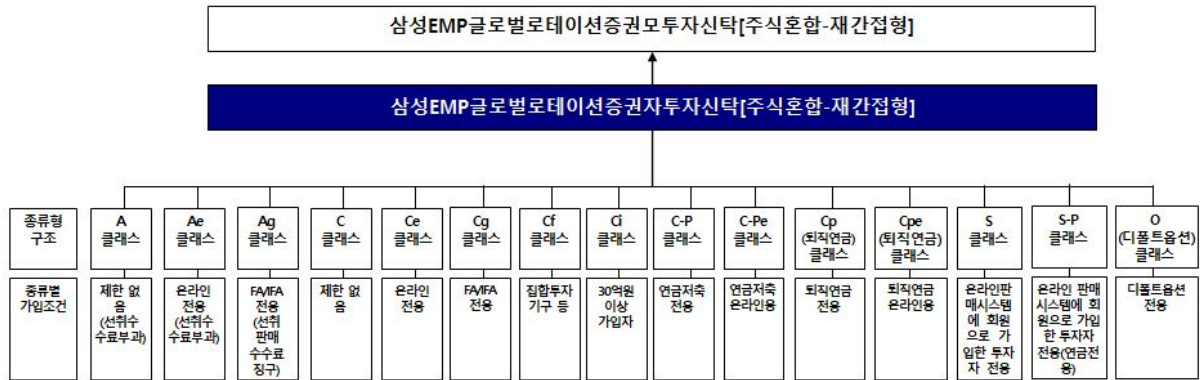 삼성EMP글로벌로테이션증권모투자신탁[주식혼합-재간접형]
삼성EMP글로벌로테이션증권자투자신탁[주식혼합-재간접형]
종류형
구조
A
클래스
Ae
클래스
Ag
클래스
C
클래스
Ce
클래스
Cg
클래스
Cf
클래스
Ci
클래스
C-P
클래스
C-Pe
클래스
Cp
(퇴직연금)
클래스
Cpe
(퇴직연금)
클래스
S
클래스
S-P
클래스
O
(디폴트옵션)
클래스
종류별
가입조건
제한 없
음
(선취수
수료부과)
온라인
전용
(선취수
수료부과)
FA/IFA
전용
(선취
판매
수수료
징구)
제한 없
음
온라인
전용
FA/IFA
전용
집합투자
기구 등
30억원
이상
가입자
연금저축
전용
연금저축
온라인용
퇴직연금
전용
퇴직연금
온라인용
온라인판
매시스템
에 회원
으로 가
입한 투자
자 전용
온라인 판매
시스템에 회
원으로 가입
한 투자자
전용(연금전
용)
디폴트옵션
전용